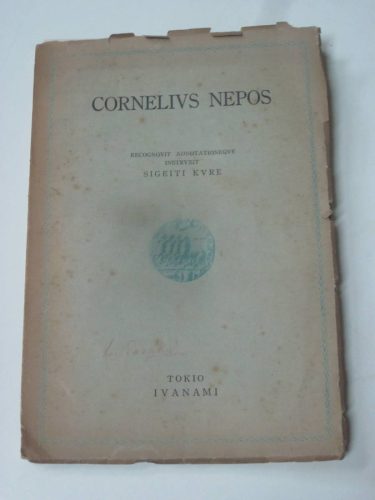 CORNELIVS NEPOS
RECOGNOVIT ADNOTATIONEQVE
INSTRVXIT
SIGEITI KVRE
TOKIO
IVANAMI